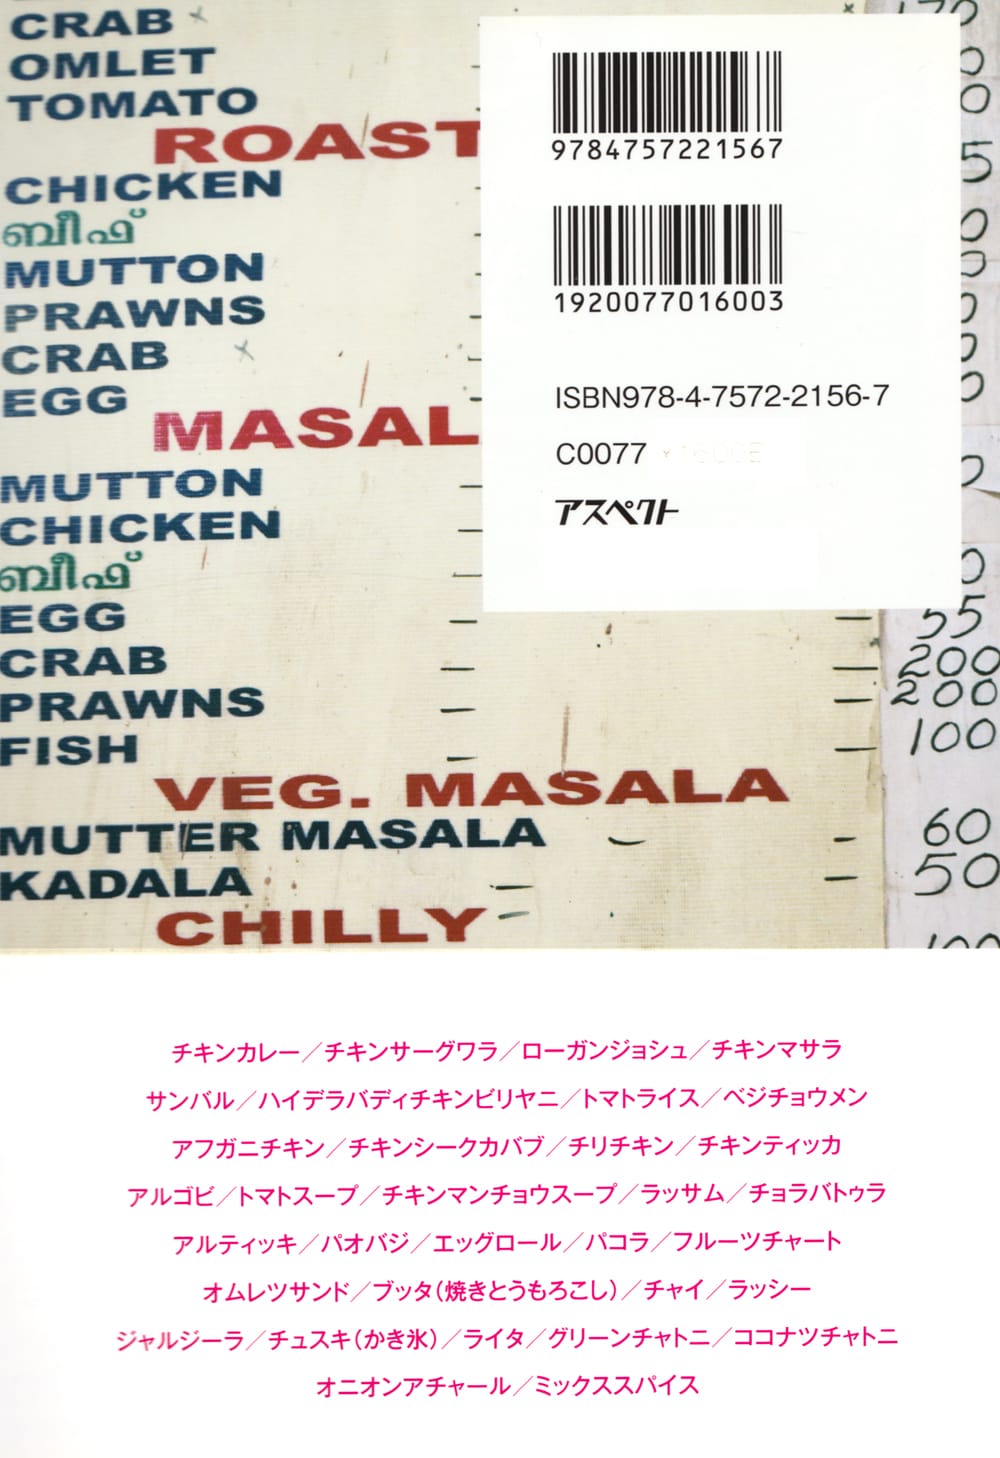 CRAB ×
OMLET
TOMATO
ROAST
CHICKEN
ബീഫ്
MUTTON
PRAWNS
CRAB ×
EGG
MASAL
MUTTON
CHICKEN
ബീഫ്
EGG
CRAB
PRAWNS
FISH
VEG. MASALA
MUTTER MASALA
KADALA
CHILLY
9784757221567
1920077016003
ISBN978-4-7572-2156-7
C0077
アスペクト
55
200
200
100
60
50
チキンカレー／チキンサーグワラ／ローガンジョシュ／チキンマサラ
サンバル／ハイデラバディチキンビリヤニ／トマトライス／ベジチョウメン
アフガニチキン／チキンシークカバブ／チリチキン／チキンティッカ
アルゴビ／トマトスープ／チキンマンチョウスープ／ラッサム／チョラバトゥラ
アルティッキ／パオバジ／エッグロール／パコラ／フルーツチャート
オムレツサンド／ブッタ（焼きとうもろこし）／チャイ／ラッシー
ジャルジーラ／チュスキ（かき氷）／ライタ／グリーンチャトニ／ココナツチャトニ
オニオンアチャール／ミックススパイス